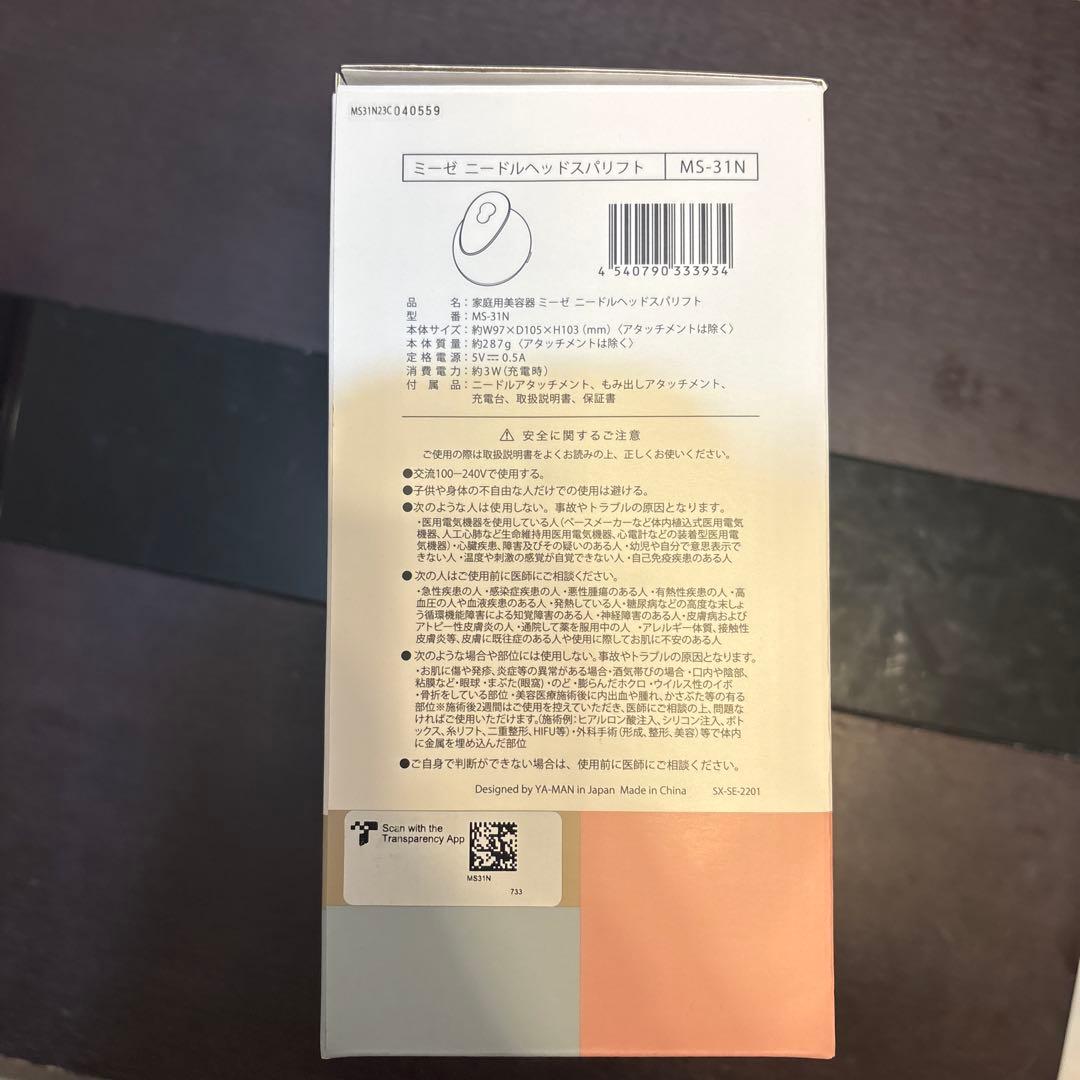 MS31N23C040559
ミーゼ ニードルヘッドスパリフト MS-31N
4 540790 333934
品名：家庭用美容器 ミーゼ ニードルヘッドスパリフト
型番：MS-31N
本体サイズ：約W97×D105×H103（mm）〈アタッチメントは除く〉
本体質量：約287g〈アタッチメントは除く〉
定格電源：5V⎓0.5A
消費電力：約3W（充電時）
付属品：ニードルアタッチメント、もみ出しアタッチメント、
充電台、取扱説明書、保証書
⚠ 安全に関するご注意
ご使用の際は取扱説明書をよくお読みの上、正しくお使いください。
●交流100−240Vで使用する。
●子供や身体の不自由な人だけでの使用は避ける。
●次のような人は使用しない。事故やトラブルの原因となります。
・医用電気機器を使用している人（ペースメーカーなど体内植込式医用電気
機器、人工心肺など生命維持用医用電気機器、心電計などの装着型医用電
気機器）・心臓疾患、障害及びその疑いのある人・幼児や自分で意思表示で
きない人・温度や刺激の感覚が自覚できない人・自己免疫疾患のある人
●次の人はご使用前に医師にご相談ください。
・急性疾患の人・感染症疾患の人・悪性腫瘍のある人・有熱性疾患の人・高
血圧の人や血液疾患のある人・発熱している人・糖尿病などの高度な末しょ
う循環機能障害による知覚障害のある人・神経障害のある人・皮膚病および
アトピー性皮膚炎の人・通院して薬を服用中の人 ・アレルギー体質、接触性
皮膚炎等、皮膚に既往症のある人や使用に際してお肌に不安のある人
●次のような場合や部位には使用しない。事故やトラブルの原因となります。
・お肌に傷や発疹、炎症等の異常がある場合・酒気帯びの場合・口内や陰部、
粘膜など・眼球・まぶた(眼窩)・のど・膨らんだホクロ・ウイルス性のイボ
・骨折をしている部位・美容医療施術後に内出血や腫れ、かさぶた等の有る
部位※施術後2週間はご使用を控えていただき、医師にご相談の上、問題な
ければご使用いただけます。（施術例：ヒアルロン酸注入、シリコン注入、ボト
ックス、糸リフト、二重整形、HIFU等）・外科手術（形成、整形、美容）等で体内
に金属を埋め込んだ部位
●ご自身で判断ができない場合は、使用前に医師にご相談ください。
Designed by YA-MAN in Japan Made in China SX-SE-2201
Scan with the
Transparency App
MS31N
733